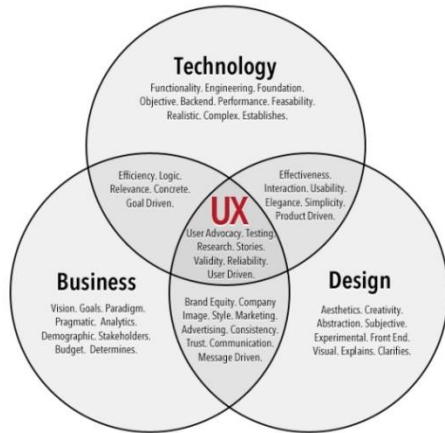 Technology
Functionality. Engineering. Foundation.
Objective. Backend. Performance. Feasability.
Realistic. Complex. Establishes.
Efficiency. Logic.
Relevance. Concrete.
Goal Driven.
Effectiveness.
Interaction. Usability.
Elegance. Simplicity.
Product Driven.
UX
User Advocacy. Testing.
Research. Stories.
Validity. Reliability.
User Driven.
Business
Vision. Goals. Paradigm.
Pragmatic. Analytics.
Demographic. Stakeholders.
Budget. Determines.
Brand Equity. Company
Image. Style. Marketing.
Advertising. Consistency.
Trust. Communication.
Message Driven.
Design
Aesthetics. Creativity.
Abstraction. Subjective.
Experimental. Front End.
Visual. Explains. Clarifies.